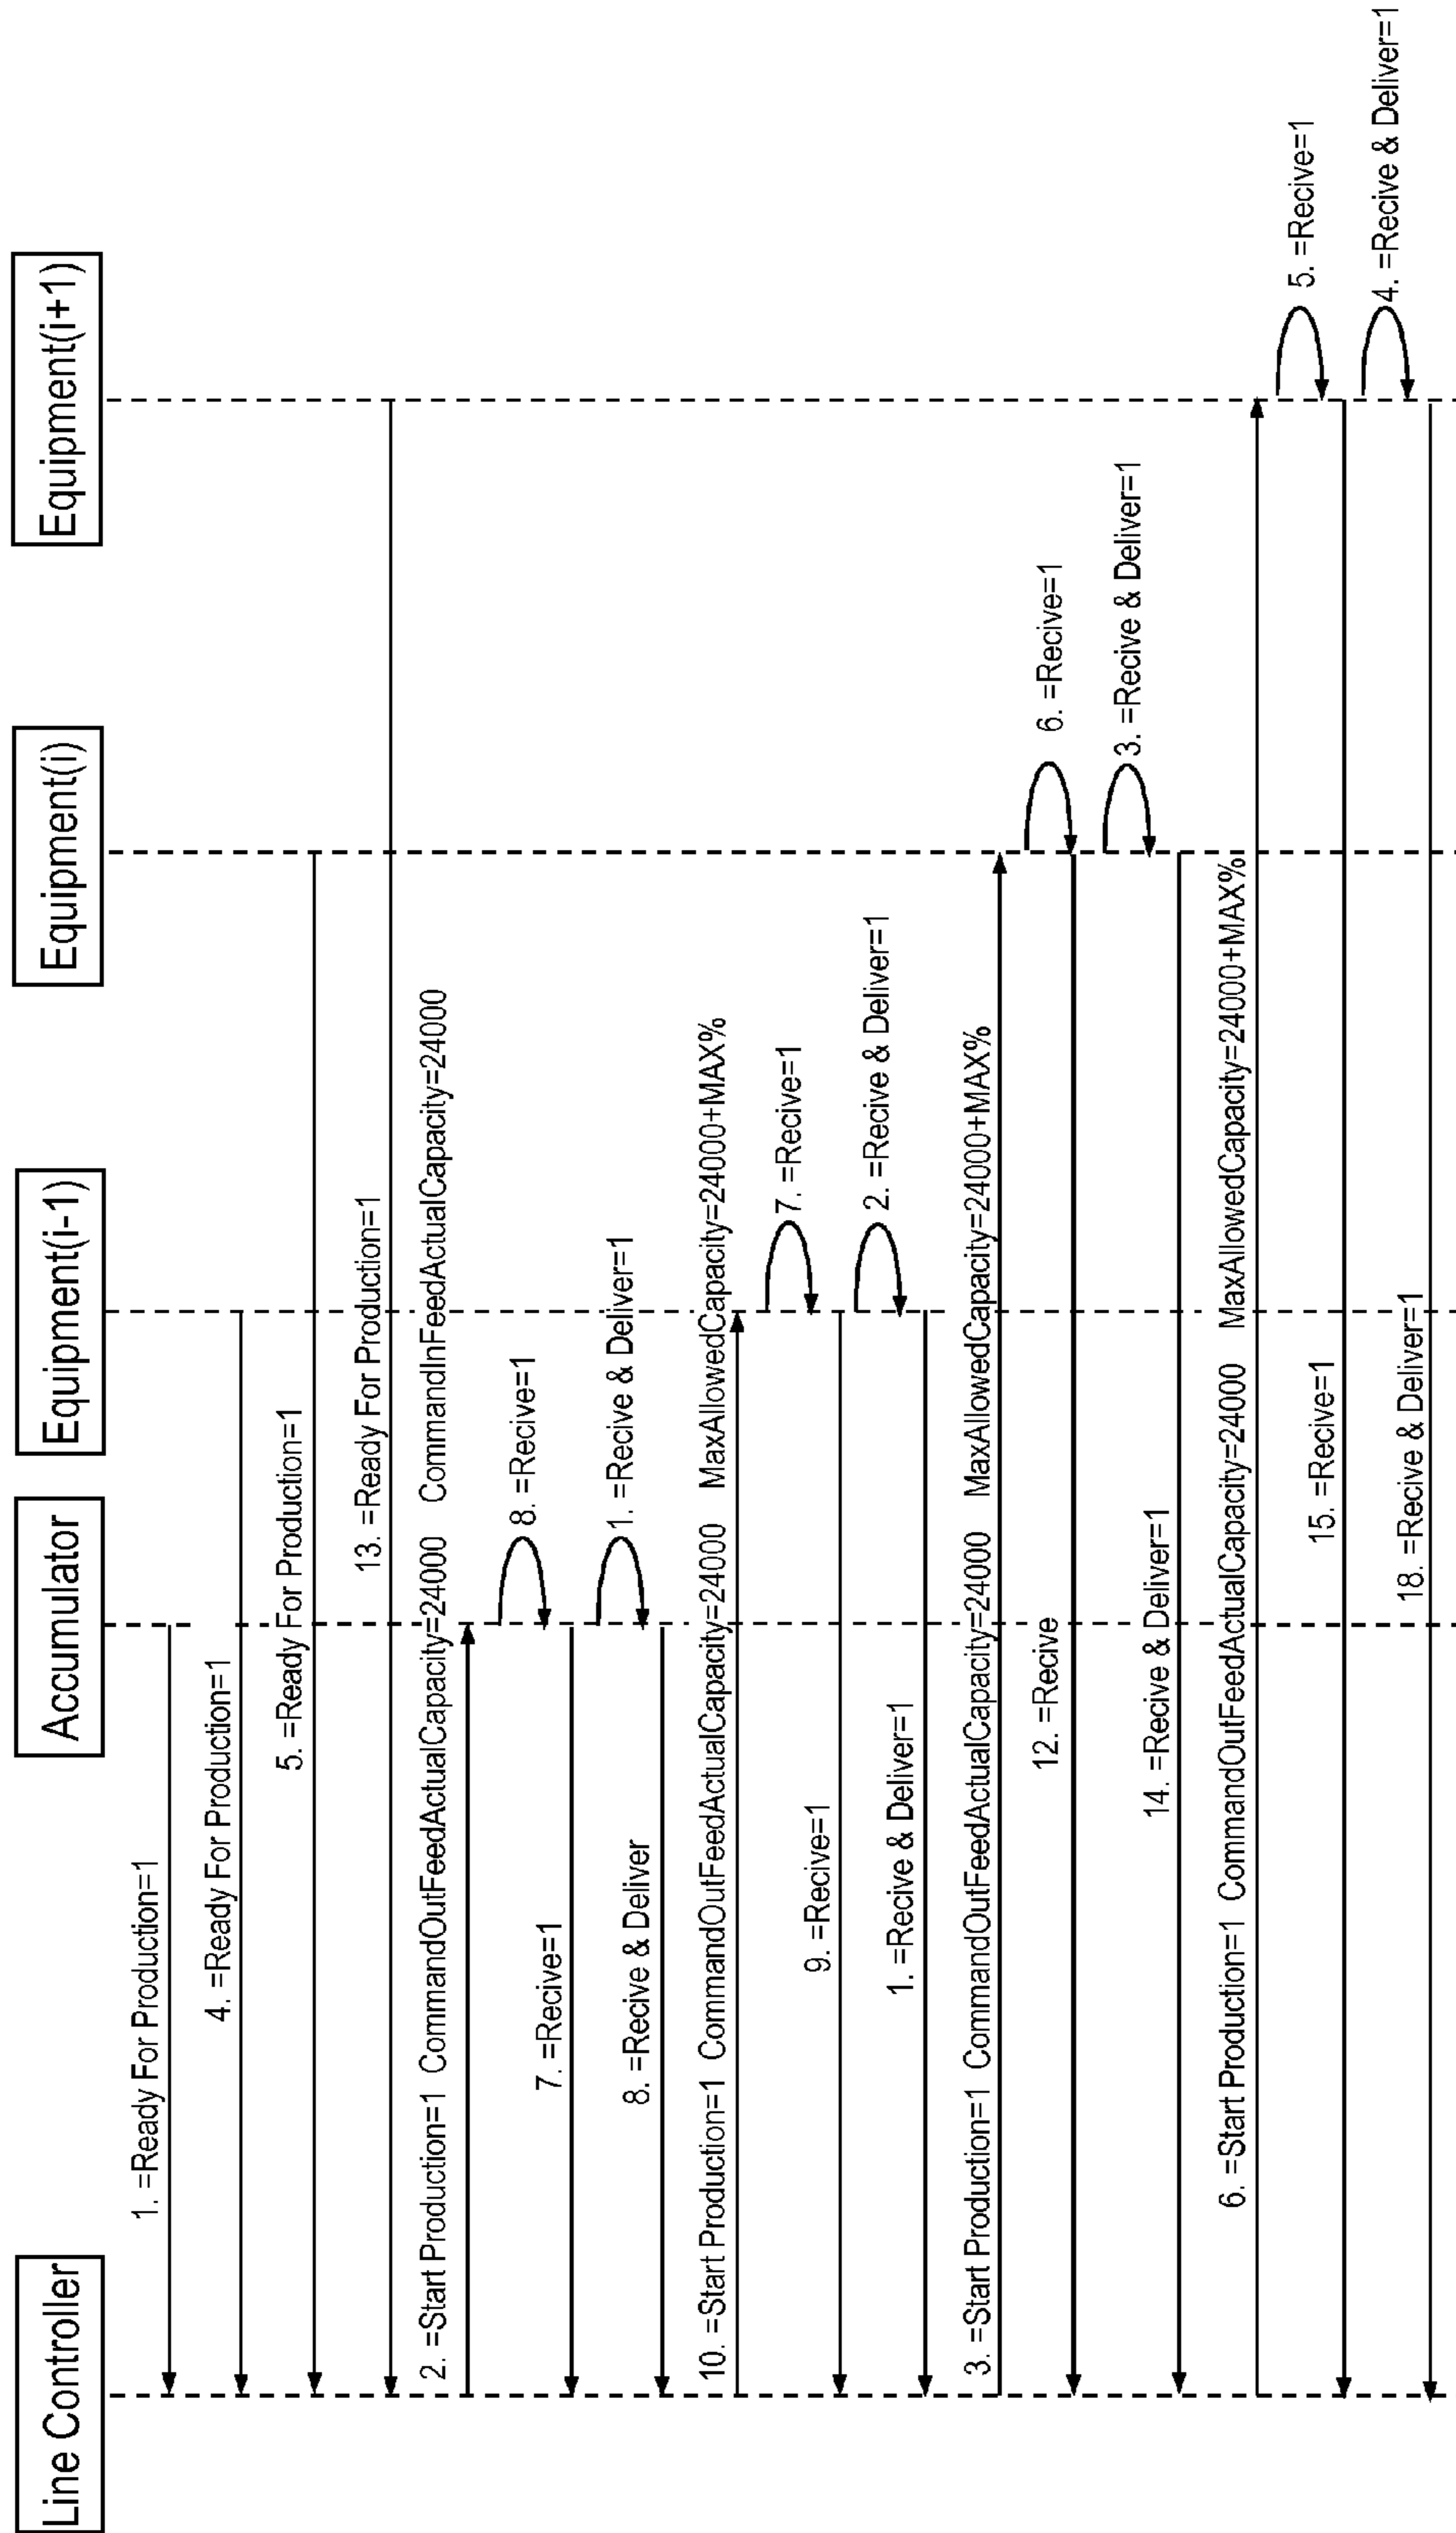 Line Controller
Accumulator
Equipment(i-1)
Equipment(i)
Equipment(i+1)
1. =Ready For Production=1
4. =Ready For Production=1
5. =Ready For Production=1
13. =Ready For Production=1
2. =Start Production=1 CommandOutFeedActualCapacity=24000 CommandInFeedActualCapacity=24000
8. =Recive=1
7. =Recive=1
1. =Recive & Deliver=1
8. =Recive & Deliver
10. =Start Production=1 CommandOutFeedActualCapacity=24000 MaxAllowedCapacity=24000+MAX%
7. =Recive=1
9. =Recive=1
2. =Recive & Deliver=1
1. =Recive & Deliver=1
3. =Start Production=1 CommandOutFeedActualCapacity=24000 MaxAllowedCapacity=24000+MAX%
6. =Recive=1
12. =Recive
3. =Recive & Deliver=1
14. =Recive & Deliver=1
6. =Start Production=1 CommandOutFeedActualCapacity=24000 MaxAllowedCapacity=24000+MAX%
5. =Recive=1
15. =Recive=1
4. =Recive & Deliver=1
18. =Recive & Deliver=1